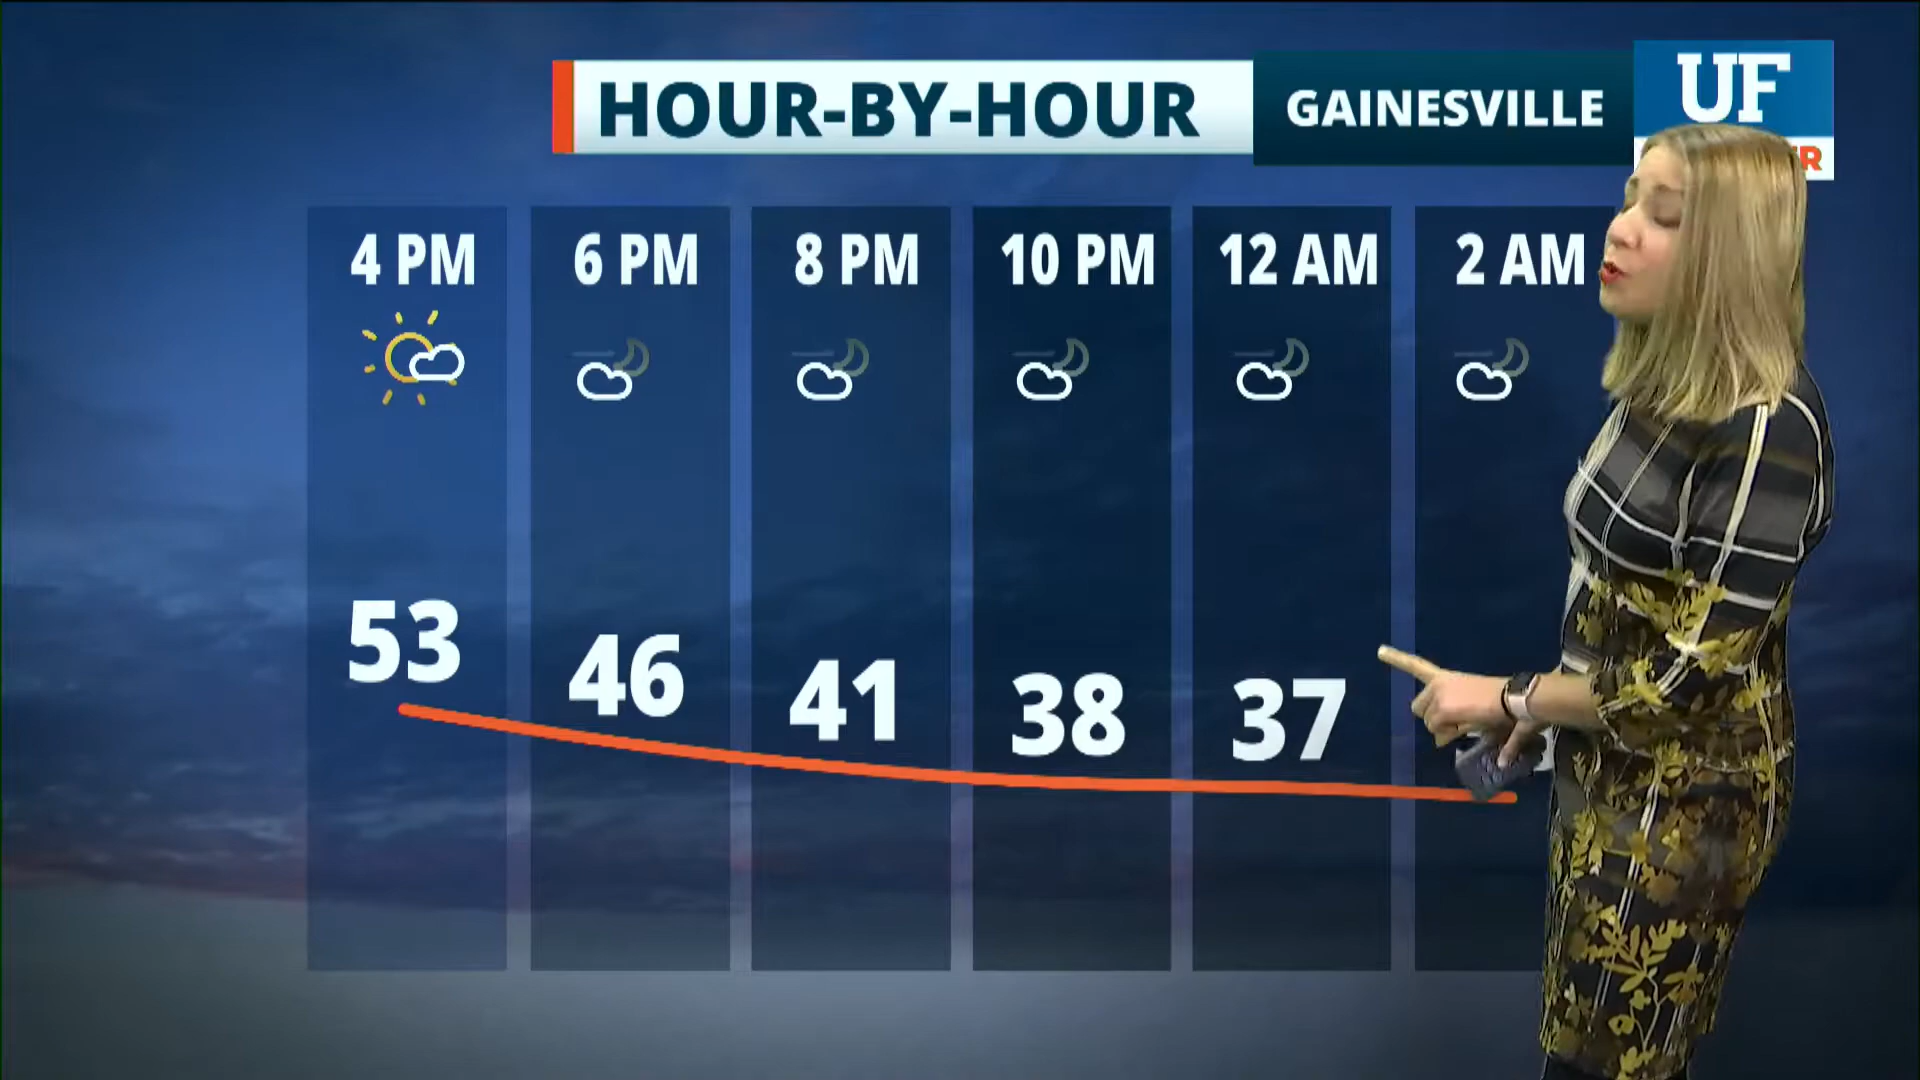 HOUR-BY-HOUR
GAINESVILLE
UF
4 PM
6 PM
8 PM
10 PM
12 AM
2 AM
53
46
41
38
37